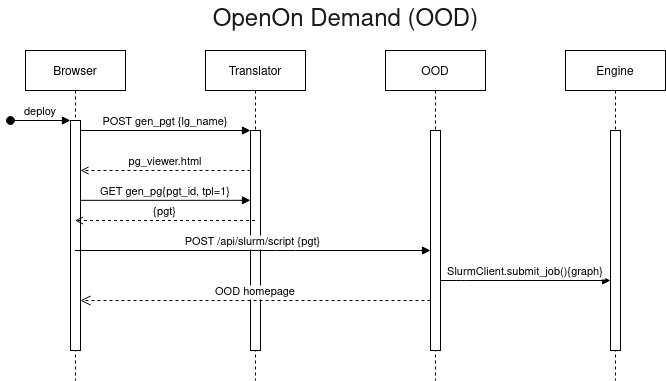 OpenOn Demand (OOD)
Browser
Translator
OOD
Engine
deploy
POST gen_pgt {lg_name}
pg_viewer.html
GET gen_pg{pgt_id, tpl=1}
{pgt}
POST /api/slurm/script {pgt}
SlurmClient.submit_job(){graph}
OOD homepage